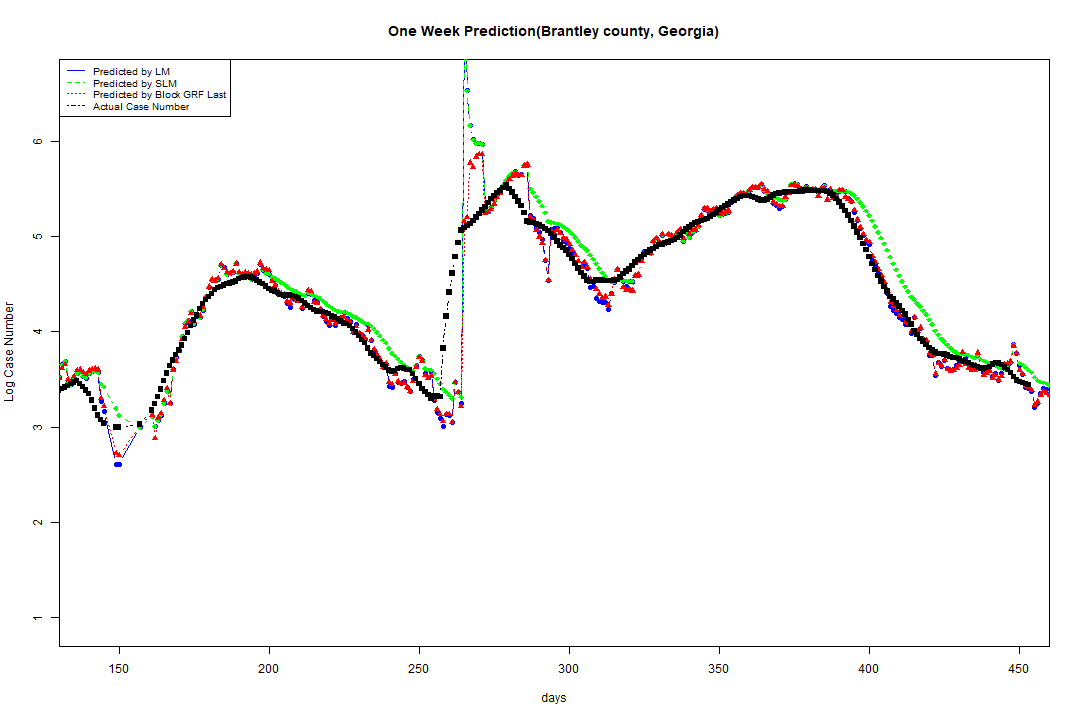 One Week Prediction(Brantley county, Georgia)
Predicted by LM
Predicted by SLM
Predicted by Block GRF Last
Actual Case Number
6
5
4
3
2
1
Log Case Number
150 200 250 300 350 400 450
days